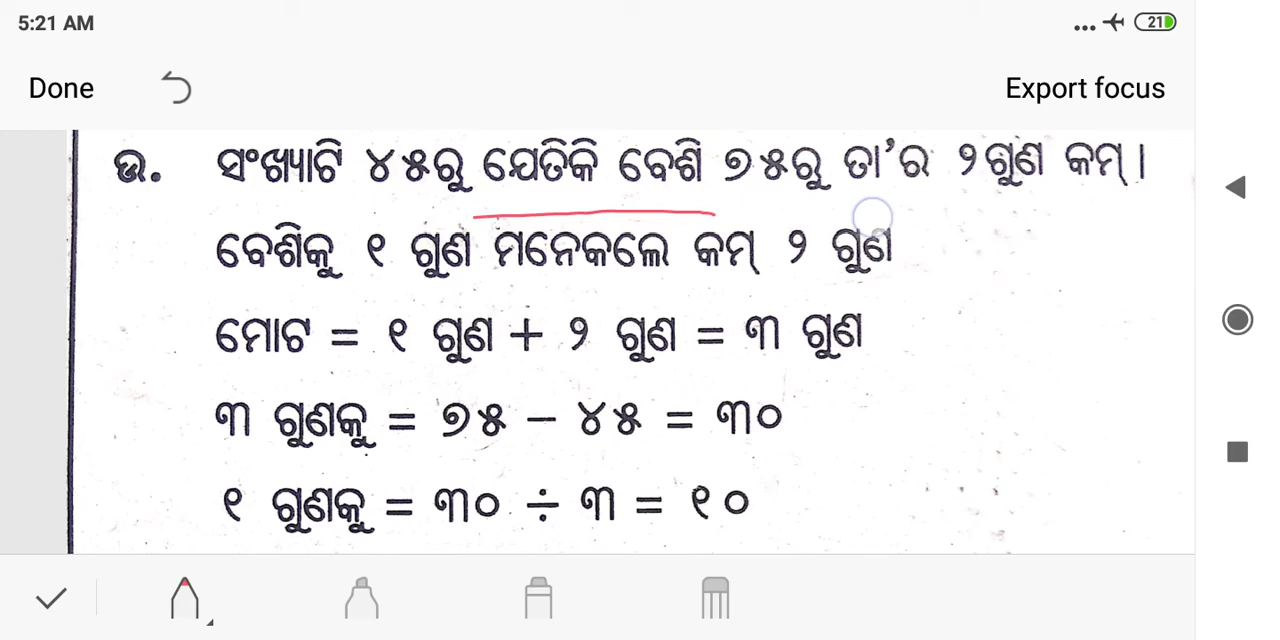 5:21 AM
21
Done
Export focus
ଉ. ସଂଖ୍ୟାଟି ୪୫ରୁ ଯେତିକି ବେଶି ୭୫ରୁ ତା’ର ୨ଗୁଣ କମ୍ ।
ବେଶିକୁ ୧ ଗୁଣ ମନେକଲେ କମ୍ ୨ ଗୁଣ
ମୋଟ = ୧ ଗୁଣ + ୨ ଗୁଣ = ୩ ଗୁଣ
୩ ଗୁଣକୁ = ୭୫ – ୪୫ = ୩୦
୧ ଗୁଣକୁ = ୩୦ ÷ ୩ = ୧୦